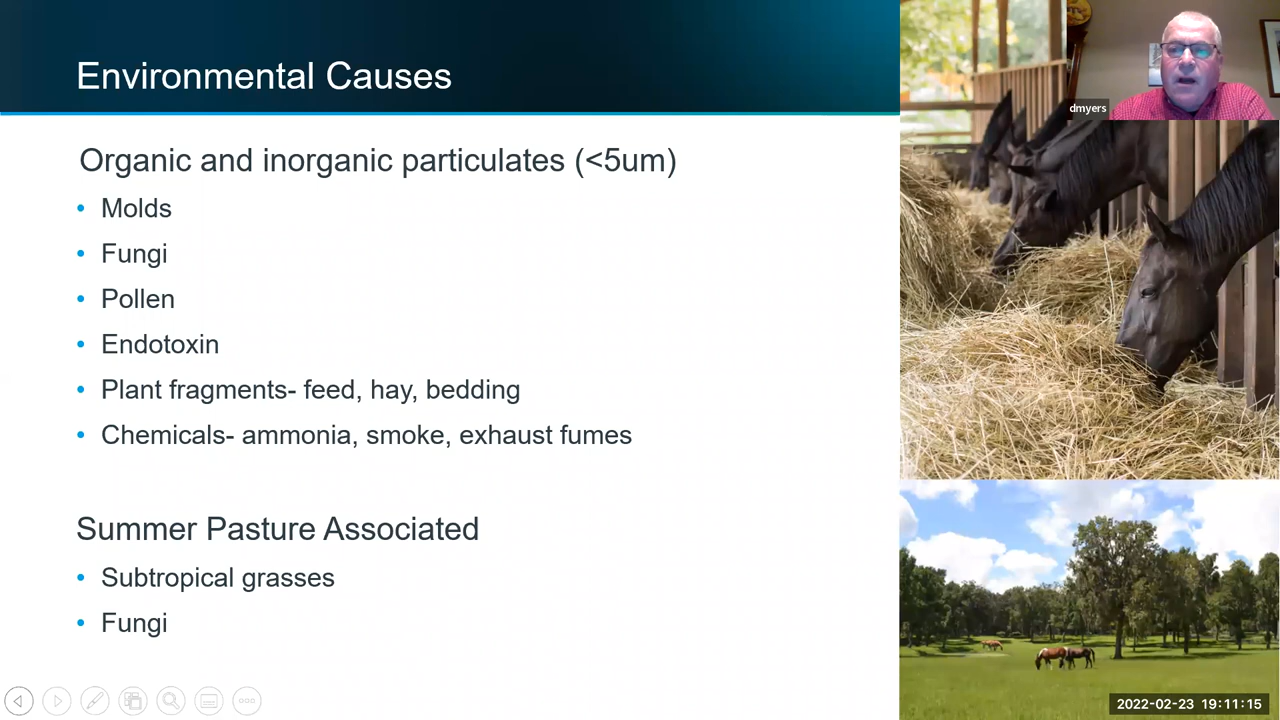 Environmental Causes
Organic and inorganic particulates (<5um)
• Molds
• Fungi
• Pollen
• Endotoxin
• Plant fragments- feed, hay, bedding
• Chemicals- ammonia, smoke, exhaust fumes
Summer Pasture Associated
• Subtropical grasses
• Fungi
dmyers
2022-02-23 19:11:15